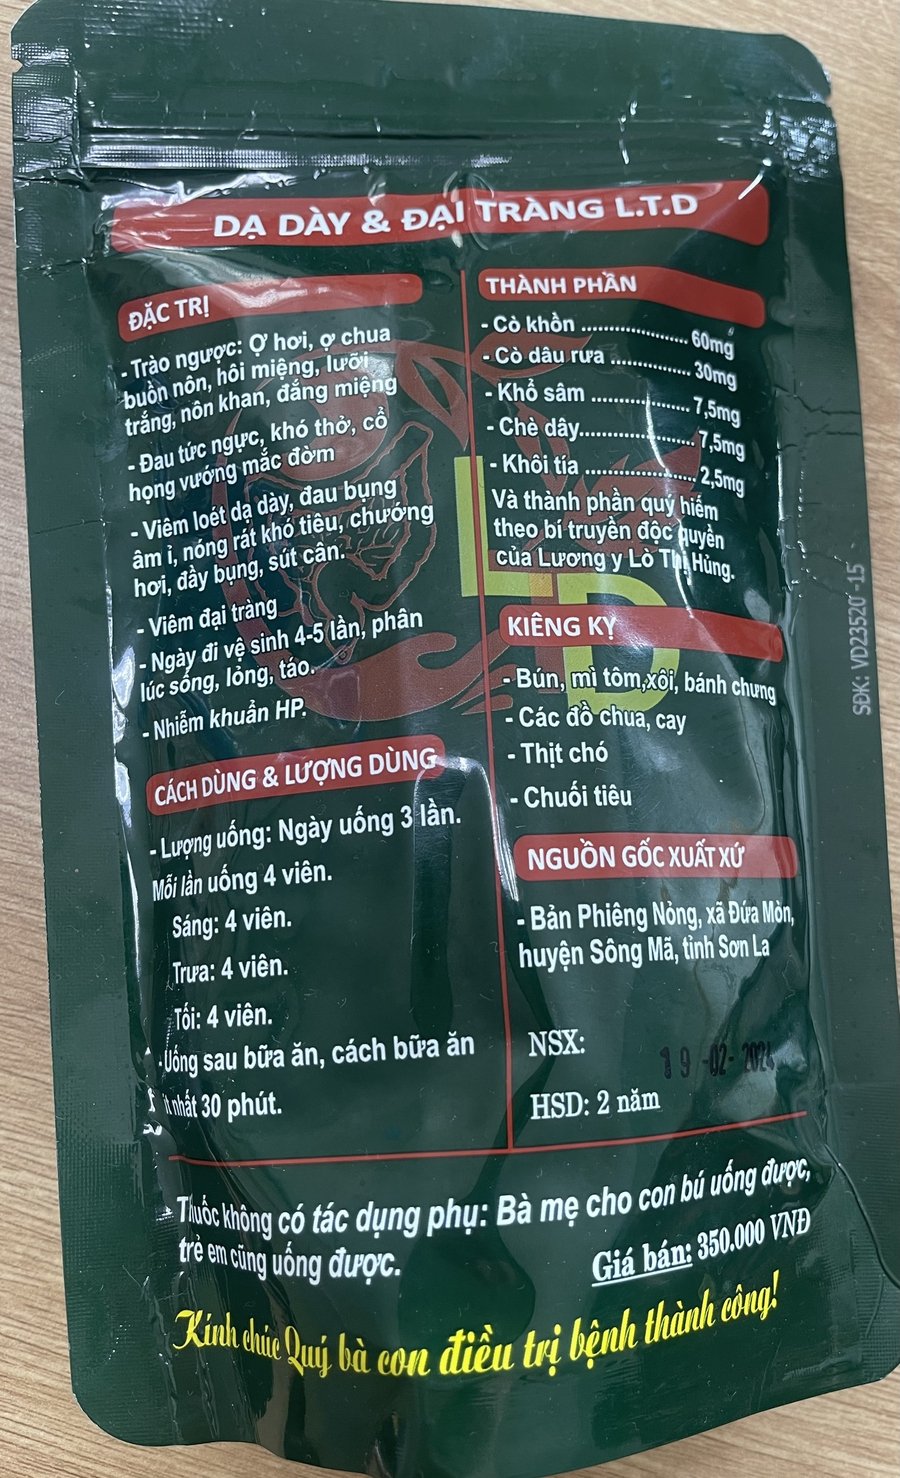 DẠ DÀY & ĐẠI TRÀNG L.T.D
ĐẶC TRỊ
- Trào ngược: Ợ hơi, ợ chua
buồn nôn, hôi miệng, lưỡi
trắng, nôn khan, đắng miệng
- Đau tức ngực, khó thở, cổ
họng vướng mắc đờm
- Viêm loét dạ dày, đau bụng
âm ỉ, nóng rát khó tiêu, chướng
hơi, đầy bụng, sút cân.
- Viêm đại tràng
- Ngày đi vệ sinh 4-5 lần, phân
lúc sống, lỏng, táo.
- Nhiễm khuẩn HP.
CÁCH DÙNG & LƯỢNG DÙNG
- Lượng uống: Ngày uống 3 lần.
Mỗi lần uống 4 viên.
Sáng: 4 viên.
Trưa: 4 viên.
Tối: 4 viên.
- Uống sau bữa ăn, cách bữa ăn
ít nhất 30 phút.
THÀNH PHẦN
- Cò khồn ........................ 60mg
- Cò dâu rưa .................. 30mg
- Khổ sâm ...................... 7,5mg
- Chè dây......................... 7,5mg
- Khôi tía ........................ 2,5mg
Và thành phần quý hiếm
theo bí truyền độc quyền
của Lương y Lò Thị Hủng.
LTD
KIÊNG KỴ
- Bún, mì tôm,xôi, bánh chưng
- Các đồ chua, cay
- Thịt chó
- Chuối tiêu
NGUỒN GỐC XUẤT XỨ
- Bản Phiêng Nỏng, xã Đứa Mòn,
huyện Sông Mã, tỉnh Sơn La
NSX: 19-02-2024
HSD: 2 năm
Thuốc không có tác dụng phụ: Bà mẹ cho con bú uống được,
trẻ em cũng uống được.
Giá bán: 350.000 VNĐ
Kính chúc Quý bà con điều trị bệnh thành công!
SĐK: VD23520 -15